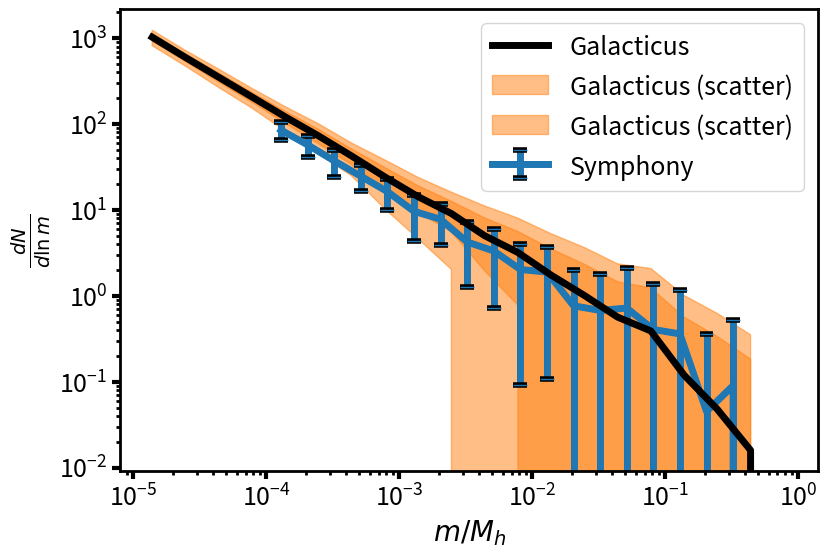 10³
10²
10¹
10⁰
10⁻¹
10⁻²
dN
d ln m
Galacticus
Galacticus (scatter)
Galacticus (scatter)
Symphony
10⁻⁵ 10⁻⁴ 10⁻³ 10⁻² 10⁻¹ 10⁰
m/Mₕ